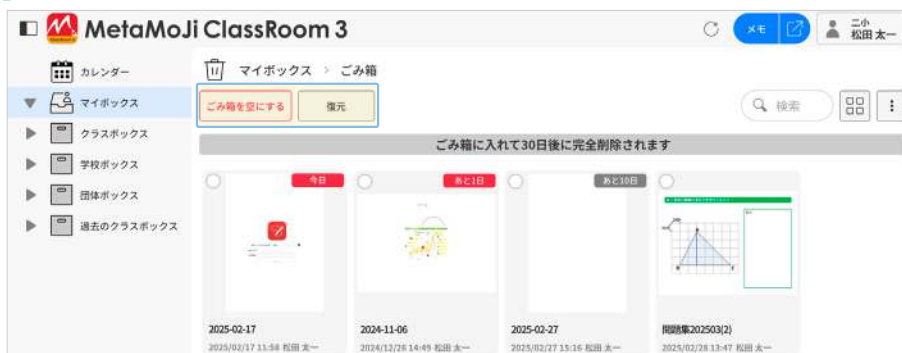 MetaMoJi ClassRoom 3
メモ
二小
松田 太一
カレンダー
マイボックス
クラスボックス
学校ボックス
団体ボックス
過去のクラスボックス
マイボックス > ごみ箱
ごみ箱を空にする
復元
検索
ごみ箱に入れて30日後に完全削除されます
今日
あと1日
あと10日
2025-02-17
2025/02/17 11:58 松田 太一
2024-11-06
2024/12/26 14:49 松田 太一
2025-02-27
2025/02/27 15:16 松田 太一
問題集202503(2)
2025/02/28 13:47 松田 太一